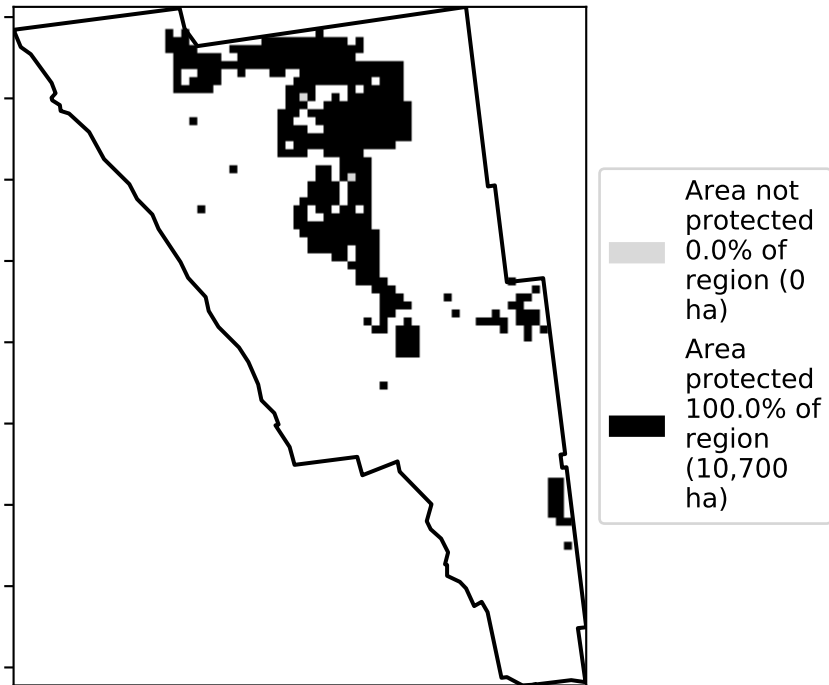 Area not
protected
0.0% of
region (0
ha)
Area
protected
100.0% of
region
(10,700
ha)